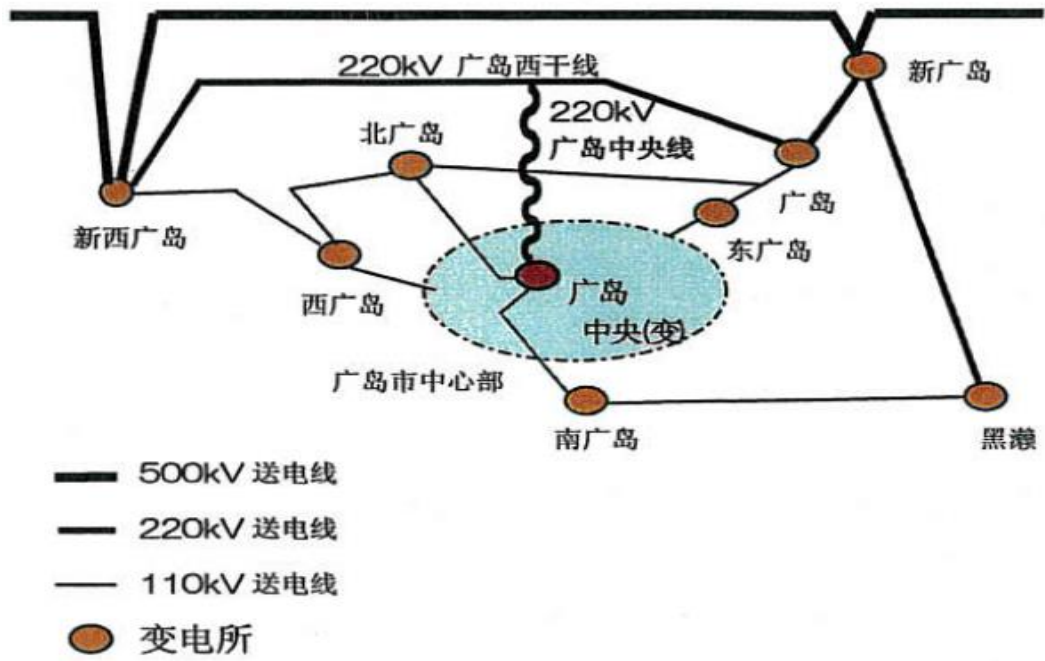 220kV 广岛西干线
新广岛
220kV
广岛中央线
北广岛
广岛
新西广岛
东广岛
西广岛
广岛
中央(变)
广岛市中心部
南广岛
黑濑
500kV 送电线
220kV 送电线
110kV 送电线
变电所